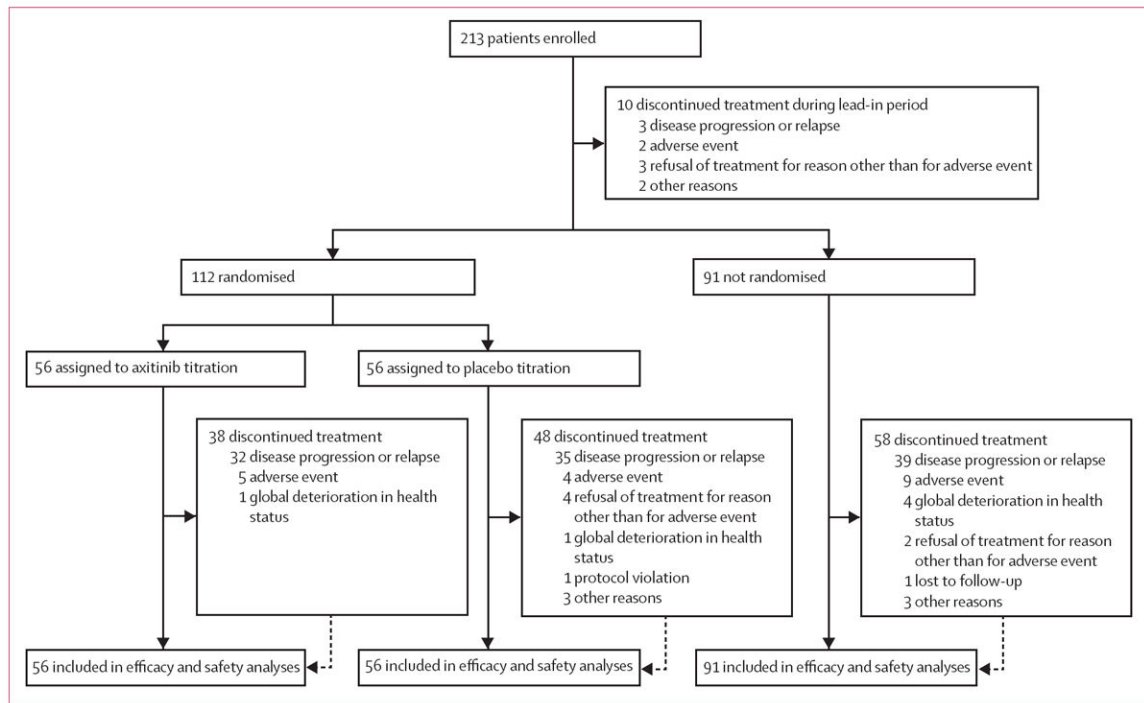 213 patients enrolled
10 discontinued treatment during lead-in period
3 disease progression or relapse
2 adverse event
3 refusal of treatment for reason other than for adverse event
2 other reasons
112 randomised
91 not randomised
56 assigned to axitinib titration
56 assigned to placebo titration
38 discontinued treatment
32 disease progression or relapse
5 adverse event
1 global deterioration in health
status
48 discontinued treatment
35 disease progression or relapse
4 adverse event
4 refusal of treatment for reason
other than for adverse event
1 global deterioration in health
status
1 protocol violation
3 other reasons
58 discontinued treatment
39 disease progression or relapse
9 adverse event
4 global deterioration in health
status
2 refusal of treatment for reason
other than for adverse event
1 lost to follow-up
3 other reasons
56 included in efficacy and safety analyses
56 included in efficacy and safety analyses
91 included in efficacy and safety analyses